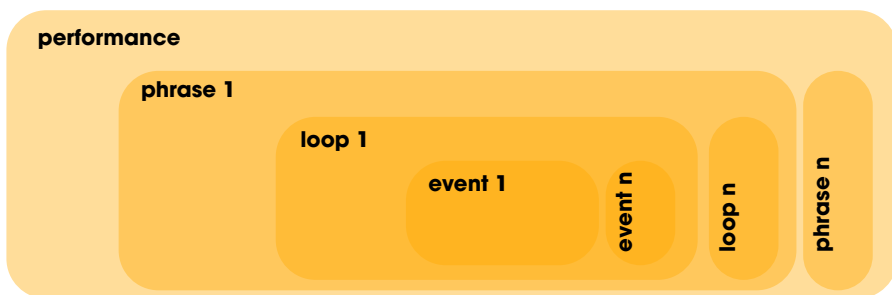 performance
phrase 1
loop 1
event 1
event n
loop n
phrase n